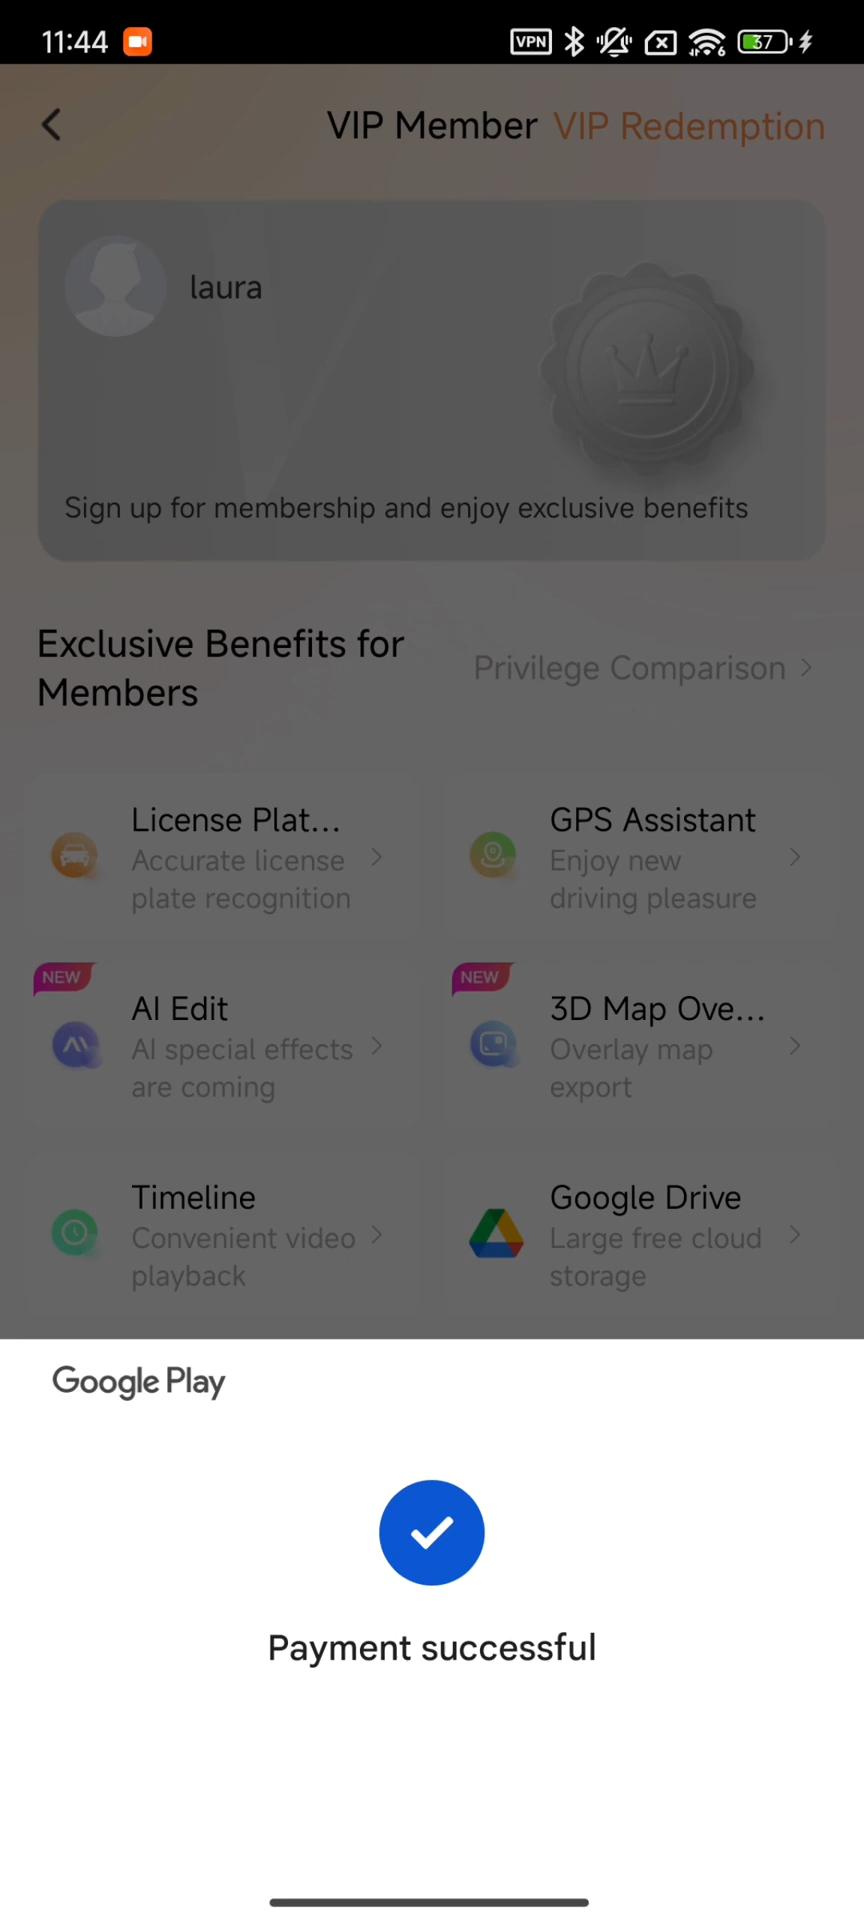 11:44
VPN
6
37
VIP Member VIP Redemption
laura
Sign up for membership and enjoy exclusive benefits
Exclusive Benefits for
Members
Privilege Comparison
License Plat...
Accurate license
plate recognition
GPS Assistant
Enjoy new
driving pleasure
NEW
AI Edit
AI special effects
are coming
NEW
3D Map Ove...
Overlay map
export
Timeline
Convenient video
playback
Google Drive
Large free cloud
storage
Google Play
Payment successful